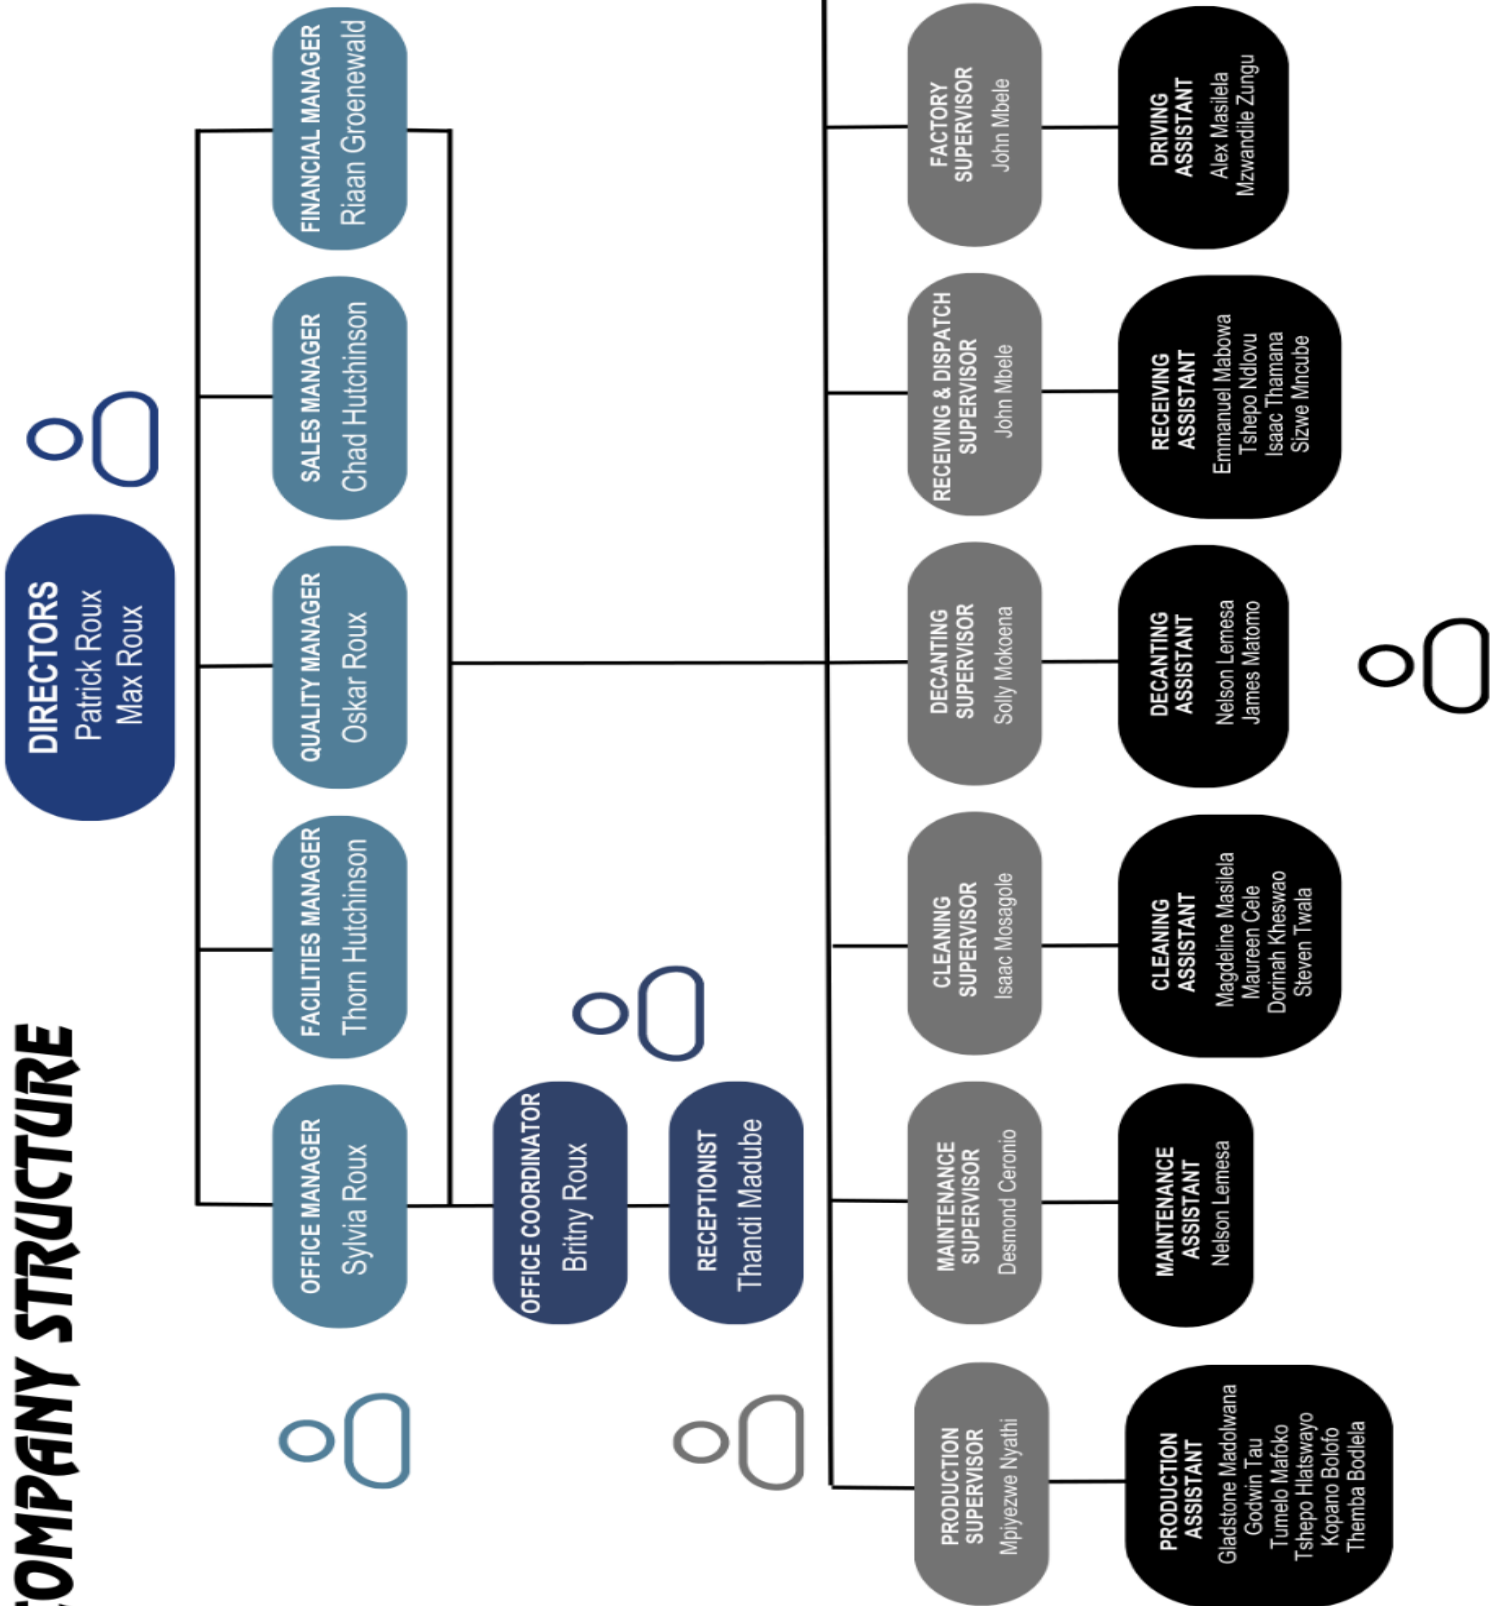 COMPANY STRUCTURE
DIRECTORS
Patrick Roux
Max Roux
OFFICE MANAGER
Sylvia Roux
FACILITIES MANAGER
Thorn Hutchinson
QUALITY MANAGER
Oskar Roux
SALES MANAGER
Chad Hutchinson
FINANCIAL MANAGER
Riaan Groenewald
OFFICE COORDINATOR
Britny Roux
RECEPTIONIST
Thandi Madube
PRODUCTION
SUPERVISOR
Mpiyezwe Nyathi
MAINTENANCE
SUPERVISOR
Desmond Ceronio
CLEANING
SUPERVISOR
Isaac Mosagole
DECANTING
SUPERVISOR
Solly Mokoena
RECEIVING & DISPATCH
SUPERVISOR
John Mbele
FACTORY
SUPERVISOR
John Mbele
PRODUCTION
ASSISTANT
Gladstone Madolwana
Godwin Tau
Tumelo Mafoko
Tshepo Hlatswayo
Kopano Bolofo
Themba Bodlela
MAINTENANCE
ASSISTANT
Nelson Lemesa
CLEANING
ASSISTANT
Magdeline Masilela
Maureen Cele
Dorinah Kheswao
Steven Twala
DECANTING
ASSISTANT
Nelson Lemesa
James Matomo
RECEIVING
ASSISTANT
Emmanuel Mabowa
Tshepo Ndlovu
Isaac Thamana
Sizwe Mncube
DRIVING
ASSISTANT
Alex Masilela
Mzwandile Zungu